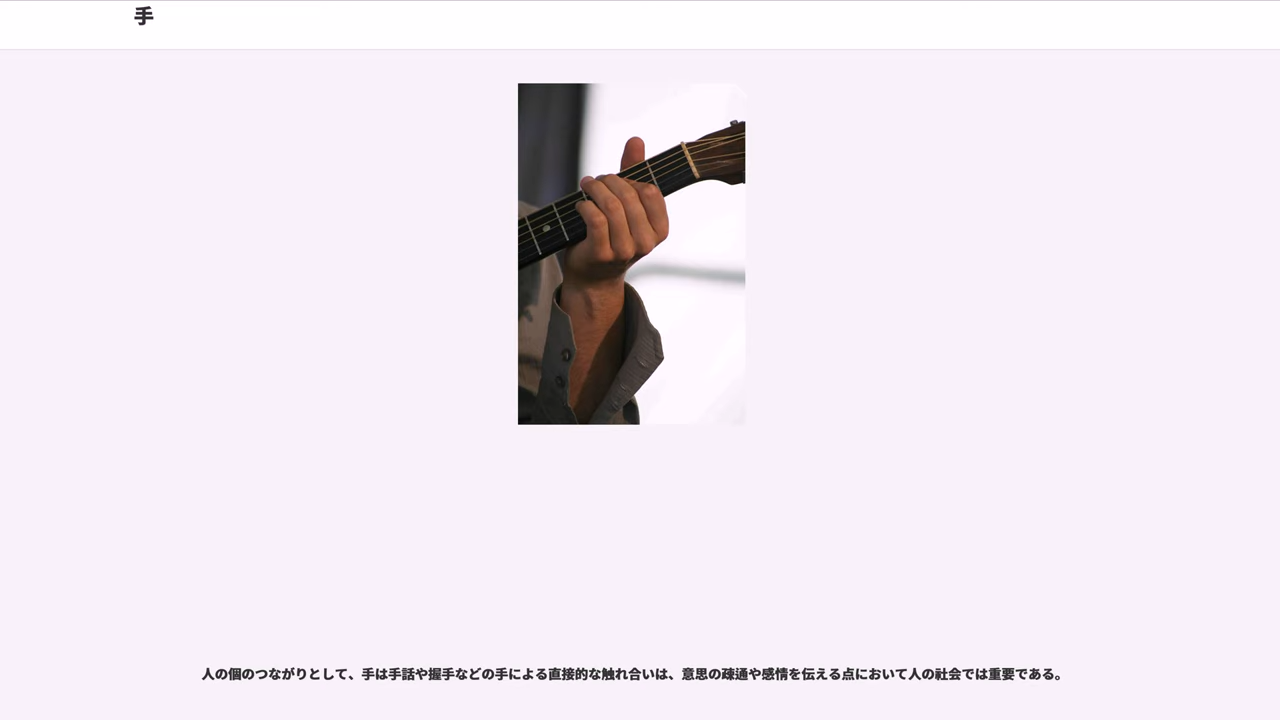 手
人の個のつながりとして、手は手話や握手などの手による直接的な触れ合いは、意思の疎通や感情を伝える点において人の社会では重要である。